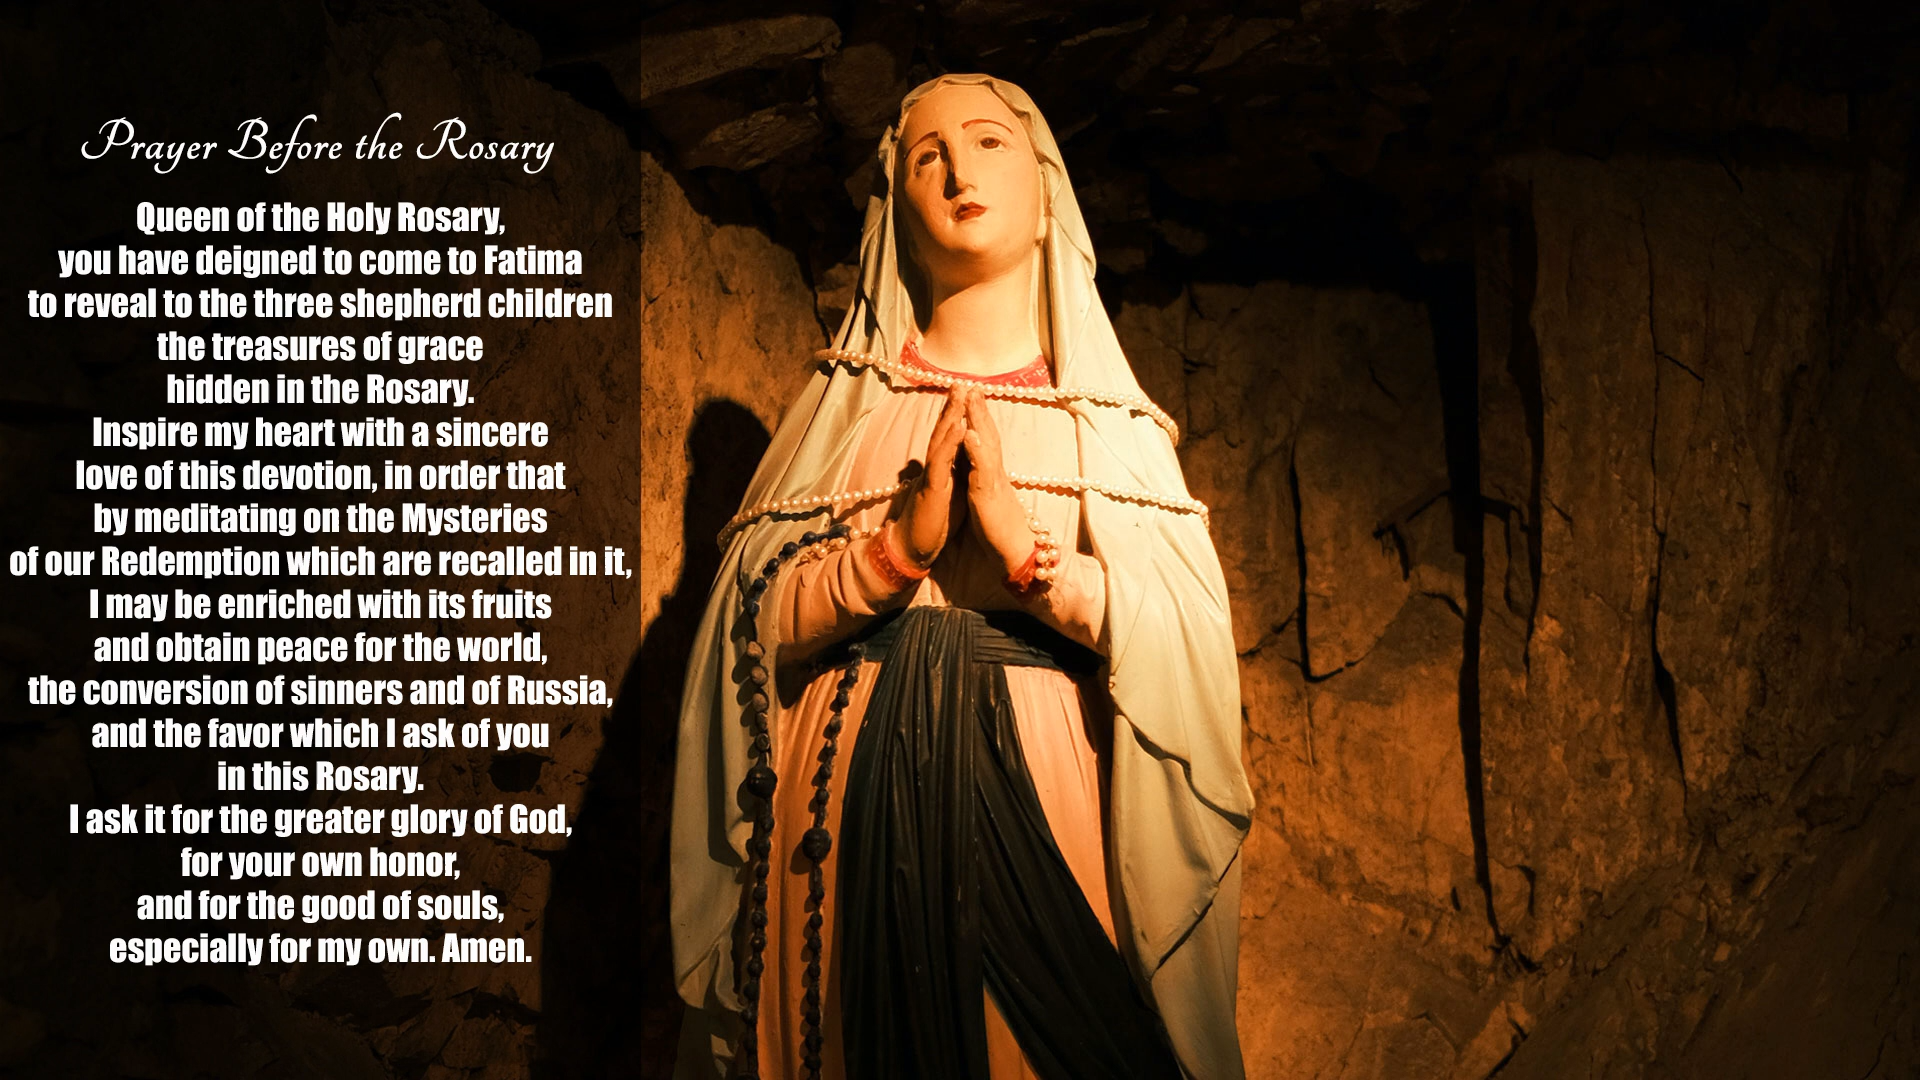 Prayer Before the Rosary
Queen of the Holy Rosary,
you have deigned to come to Fatima
to reveal to the three shepherd children
the treasures of grace
hidden in the Rosary.
Inspire my heart with a sincere
love of this devotion, in order that
by meditating on the Mysteries
of our Redemption which are recalled in it,
I may be enriched with its fruits
and obtain peace for the world,
the conversion of sinners and of Russia,
and the favor which I ask of you
in this Rosary.
I ask it for the greater glory of God,
for your own honor,
and for the good of souls,
especially for my own. Amen.